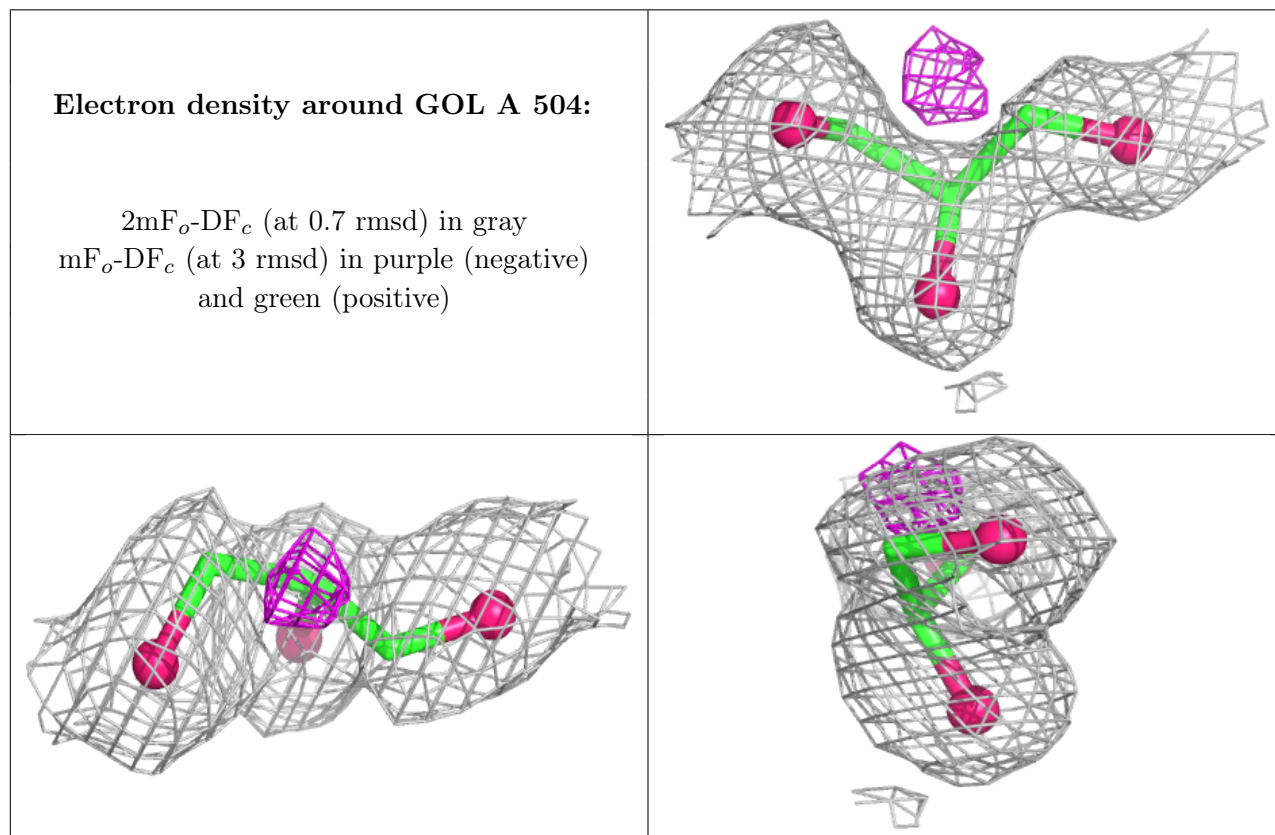 Electron density around GOL A 504:
2mFo-DFc (at 0.7 rmsd) in gray
mFo-DFc (at 3 rmsd) in purple (negative)
and green (positive)